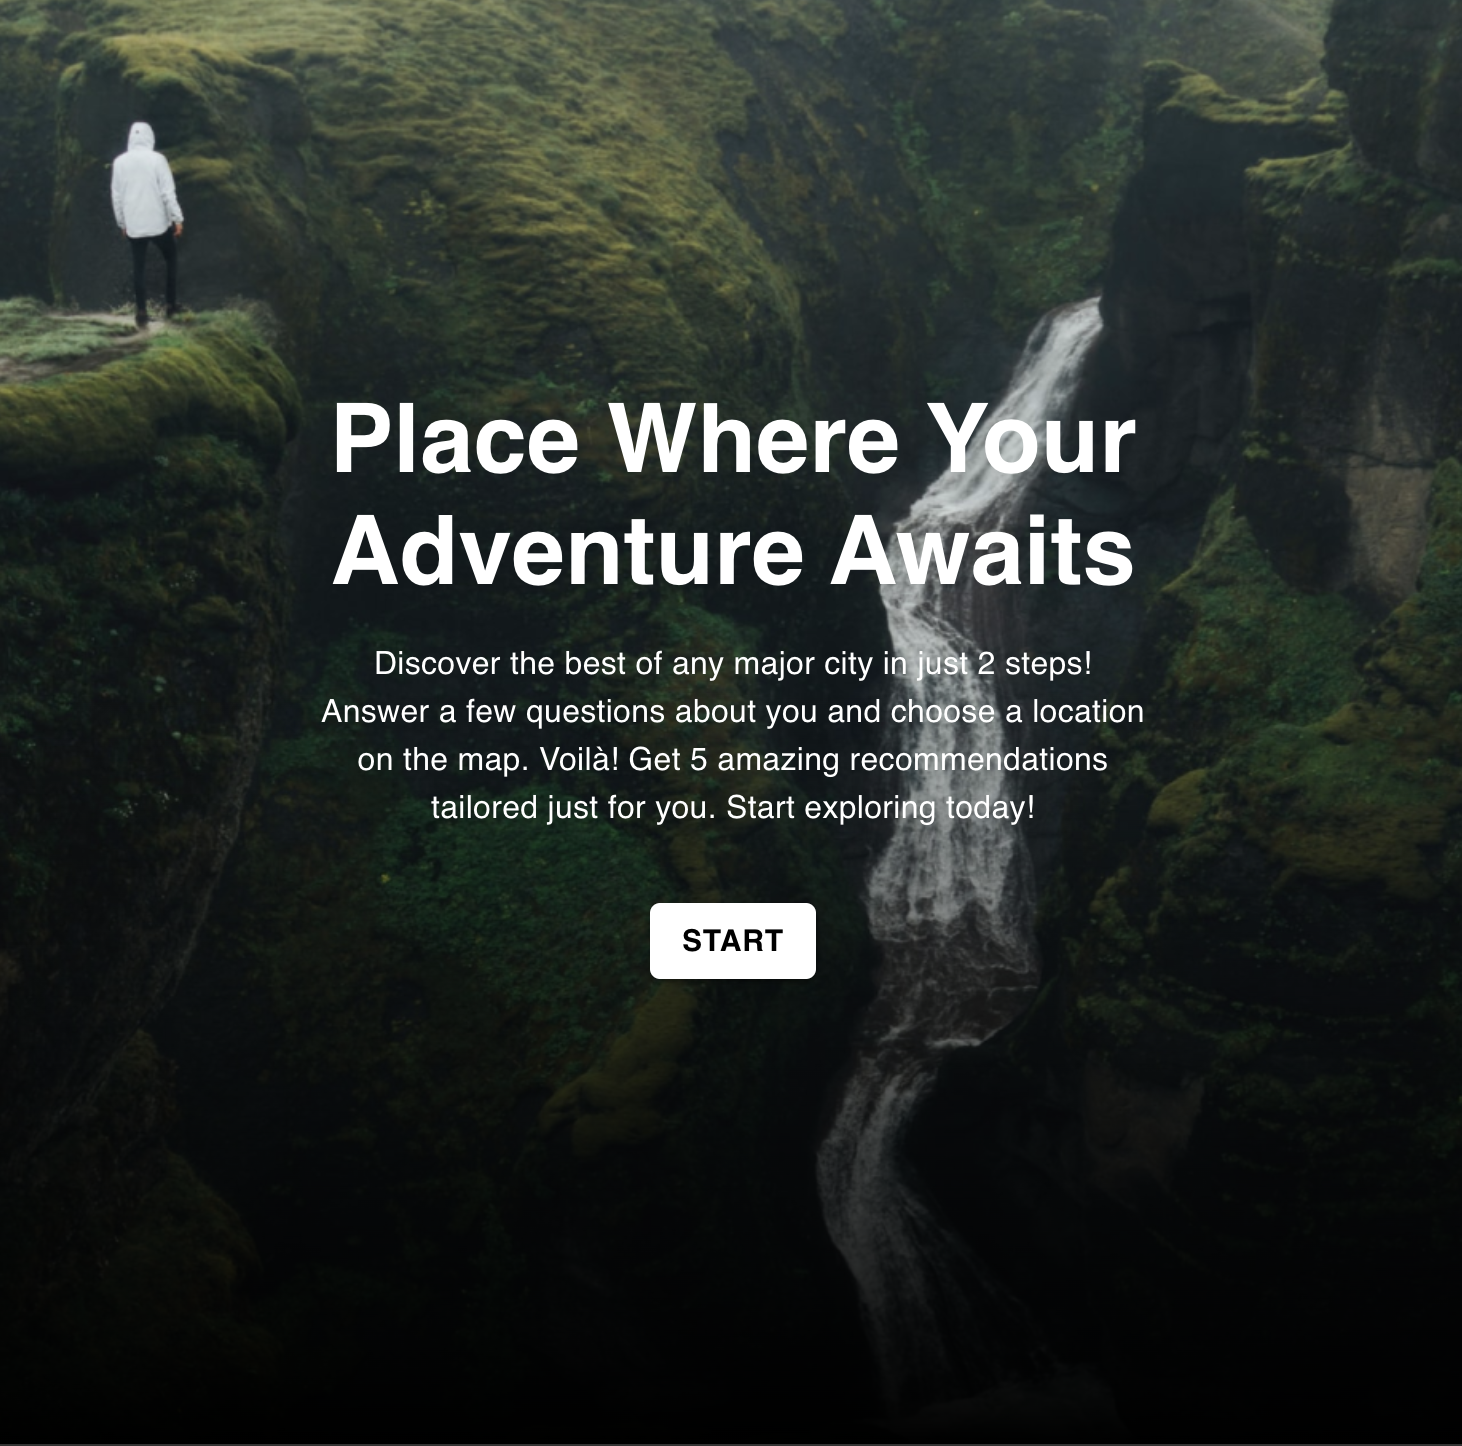 Place Where Your
Adventure Awaits
Discover the best of any major city in just 2 steps!
Answer a few questions about you and choose a location
on the map. Voilà! Get 5 amazing recommendations
tailored just for you. Start exploring today!
START